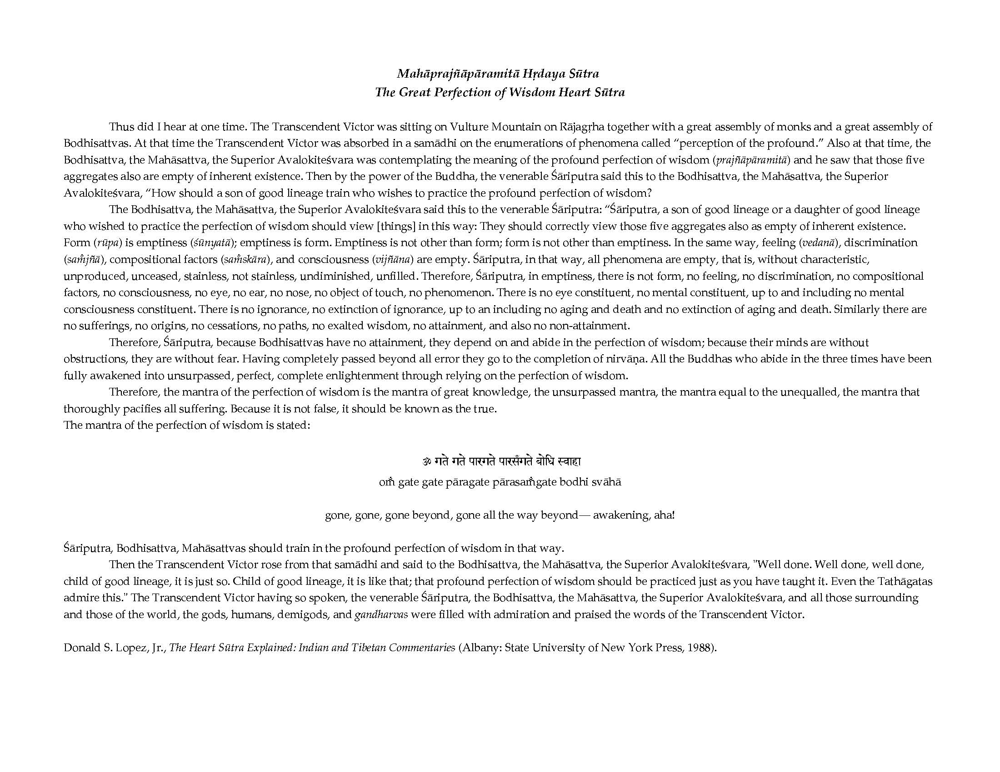 Mahāprajñāpāramitā Hṛdaya Sūtra
The Great Perfection of Wisdom Heart Sūtra
Thus did I hear at one time. The Transcendent Victor was sitting on Vulture Mountain on Rājagṛha together with a great assembly of monks and a great assembly of
Bodhisattvas. At that time the Transcendent Victor was absorbed in a samādhi on the enumerations of phenomena called “perception of the profound.” Also at that time, the
Bodhisattva, the Mahāsattva, the Superior Avalokiteśvara was contemplating the meaning of the profound perfection of wisdom (prajñāpāramitā) and he saw that those five
aggregates also are empty of inherent existence. Then by the power of the Buddha, the venerable Śāriputra said this to the Bodhisattva, the Mahāsattva, the Superior
Avalokiteśvara, “How should a son of good lineage train who wishes to practice the profound perfection of wisdom?
The Bodhisattva, the Mahāsattva, the Superior Avalokiteśvara said this to the venerable Śāriputra: “Śāriputra, a son of good lineage or a daughter of good lineage
who wished to practice the perfection of wisdom should view [things] in this way: They should correctly view those five aggregates also as empty of inherent existence.
Form (rūpa) is emptiness (śūnyatā); emptiness is form. Emptiness is not other than form; form is not other than emptiness. In the same way, feeling (vedanā), discrimination
(sam̐jñā), compositional factors (sam̐skāra), and consciousness (vijñāna) are empty. Śāriputra, in that way, all phenomena are empty, that is, without characteristic,
unproduced, unceased, stainless, not stainless, undiminished, unfilled. Therefore, Śāriputra, in emptiness, there is not form, no feeling, no discrimination, no compositional
factors, no consciousness, no eye, no ear, no nose, no object of touch, no phenomenon. There is no eye constituent, no mental constituent, up to and including no mental
consciousness constituent. There is no ignorance, no extinction of ignorance, up to an including no aging and death and no extinction of aging and death. Similarly there are
no sufferings, no origins, no cessations, no paths, no exalted wisdom, no attainment, and also no non-attainment.
Therefore, Śāriputra, because Bodhisattvas have no attainment, they depend on and abide in the perfection of wisdom; because their minds are without
obstructions, they are without fear. Having completely passed beyond all error they go to the completion of nirvāṇa. All the Buddhas who abide in the three times have been
fully awakened into unsurpassed, perfect, complete enlightenment through relying on the perfection of wisdom.
Therefore, the mantra of the perfection of wisdom is the mantra of great knowledge, the unsurpassed mantra, the mantra equal to the unequalled, the mantra that
thoroughly pacifies all suffering. Because it is not false, it should be known as the true.
The mantra of the perfection of wisdom is stated:
ॐ गते गते पारगते पारसँगते बोधि स्वाहा
om̐ gate gate pāragate pārasam̐gate bodhi svāhā
gone, gone, gone beyond, gone all the way beyond— awakening, aha!
Śāriputra, Bodhisattva, Mahāsattvas should train in the profound perfection of wisdom in that way.
Then the Transcendent Victor rose from that samādhi and said to the Bodhisattva, the Mahāsattva, the Superior Avalokiteśvara, "Well done. Well done, well done,
child of good lineage, it is just so. Child of good lineage, it is like that; that profound perfection of wisdom should be practiced just as you have taught it. Even the Tathāgatas
admire this." The Transcendent Victor having so spoken, the venerable Śāriputra, the Bodhisattva, the Mahāsattva, the Superior Avalokiteśvara, and all those surrounding
and those of the world, the gods, humans, demigods, and gandharvas were filled with admiration and praised the words of the Transcendent Victor.
Donald S. Lopez, Jr., The Heart Sūtra Explained: Indian and Tibetan Commentaries (Albany: State University of New York Press, 1988).